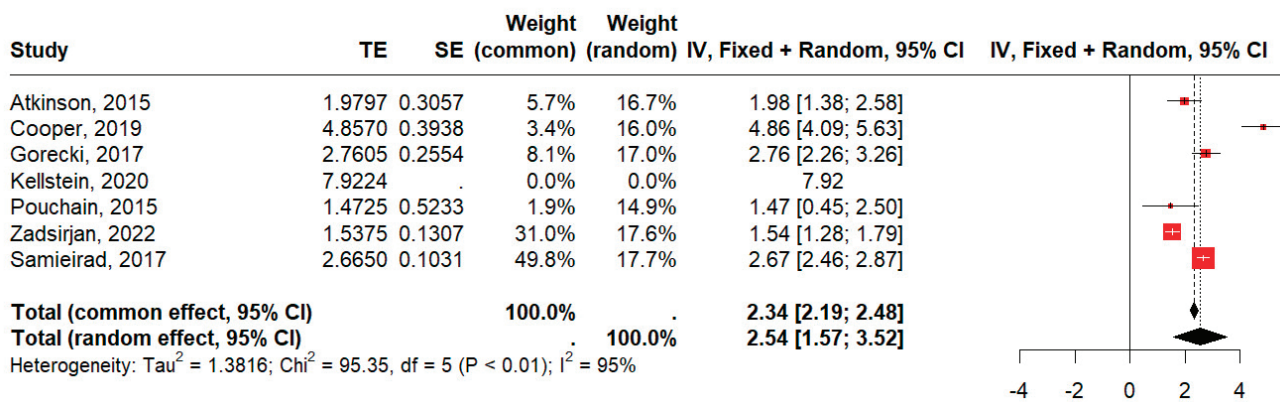 Weight Weight
Study TE SE (common) (random) IV, Fixed + Random, 95% CI IV, Fixed + Random, 95% CI
Atkinson, 2015 1.9797 0.3057 5.7% 16.7% 1.98 [1.38; 2.58]
Cooper, 2019 4.8570 0.3938 3.4% 16.0% 4.86 [4.09; 5.63]
Gorecki, 2017 2.7605 0.2554 8.1% 17.0% 2.76 [2.26; 3.26]
Kellstein, 2020 7.9224 . 0.0% 0.0% 7.92
Pouchain, 2015 1.4725 0.5233 1.9% 14.9% 1.47 [0.45; 2.50]
Zadsirjan, 2022 1.5375 0.1307 31.0% 17.6% 1.54 [1.28; 1.79]
Samieirad, 2017 2.6650 0.1031 49.8% 17.7% 2.67 [2.46; 2.87]
Total (common effect, 95% CI) 100.0% . 2.34 [2.19; 2.48]
Total (random effect, 95% CI) . 100.0% 2.54 [1.57; 3.52]
Heterogeneity: Tau² = 1.3816; Chi² = 95.35, df = 5 (P < 0.01); I² = 95%
-4 -2 0 2 4